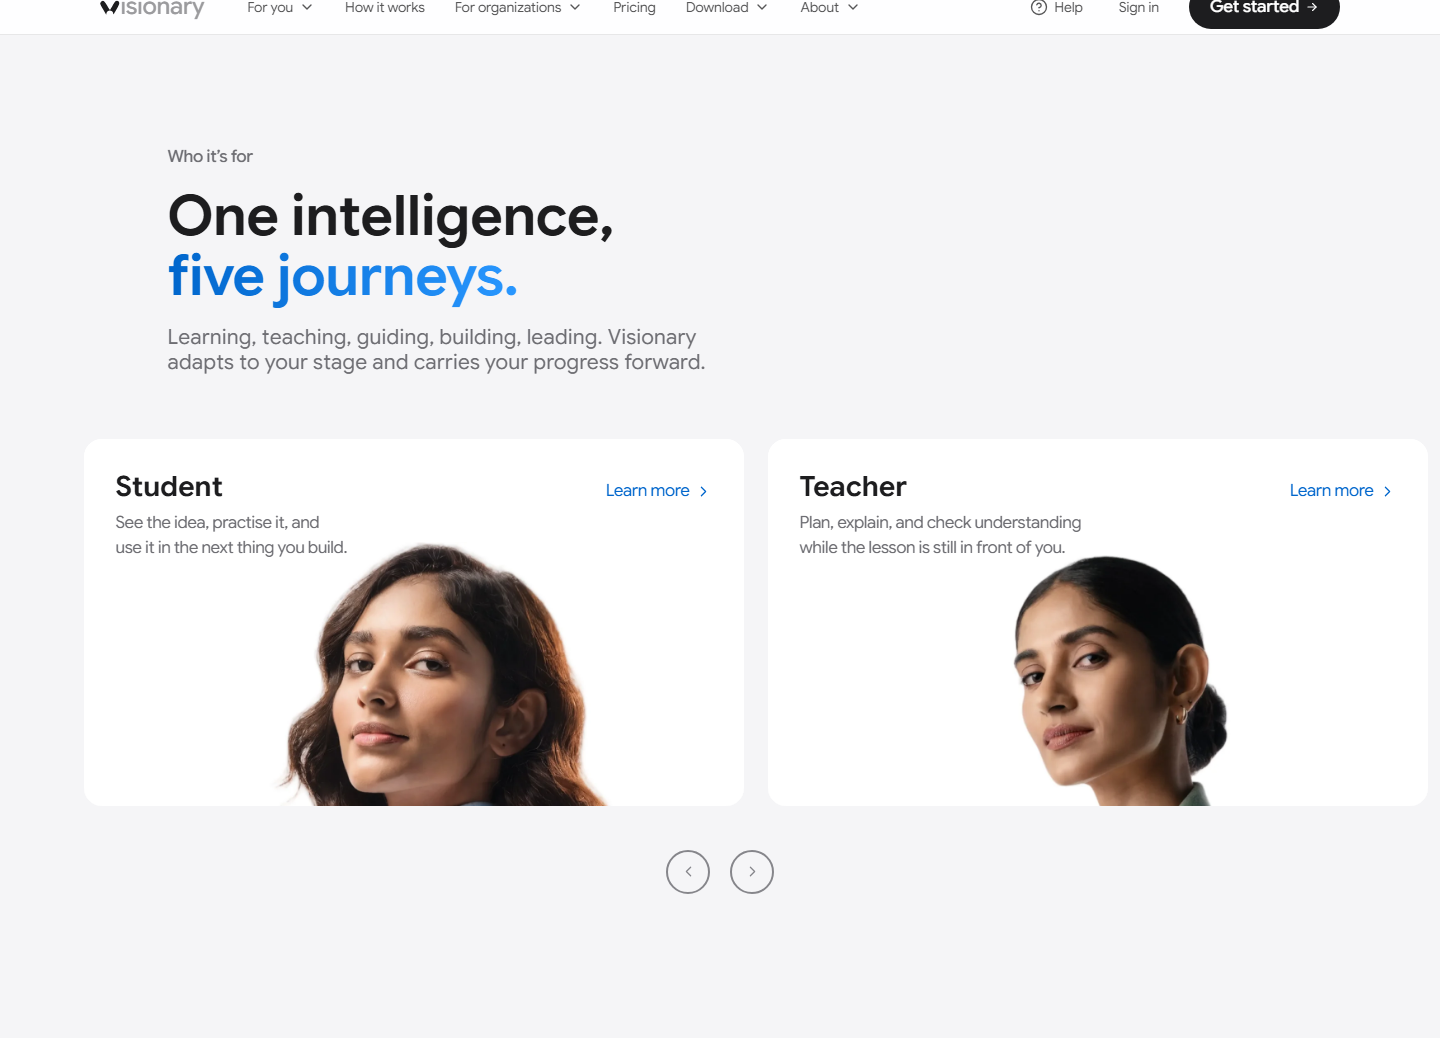 Visionary
For you
How it works
For organizations
Pricing
Download
About
Help
Sign in
Get started
Who it’s for
One intelligence,
five journeys.
Learning, teaching, guiding, building, leading. Visionary
adapts to your stage and carries your progress forward.
Student
Learn more
See the idea, practise it, and
use it in the next thing you build.
Teacher
Learn more
Plan, explain, and check understanding
while the lesson is still in front of you.